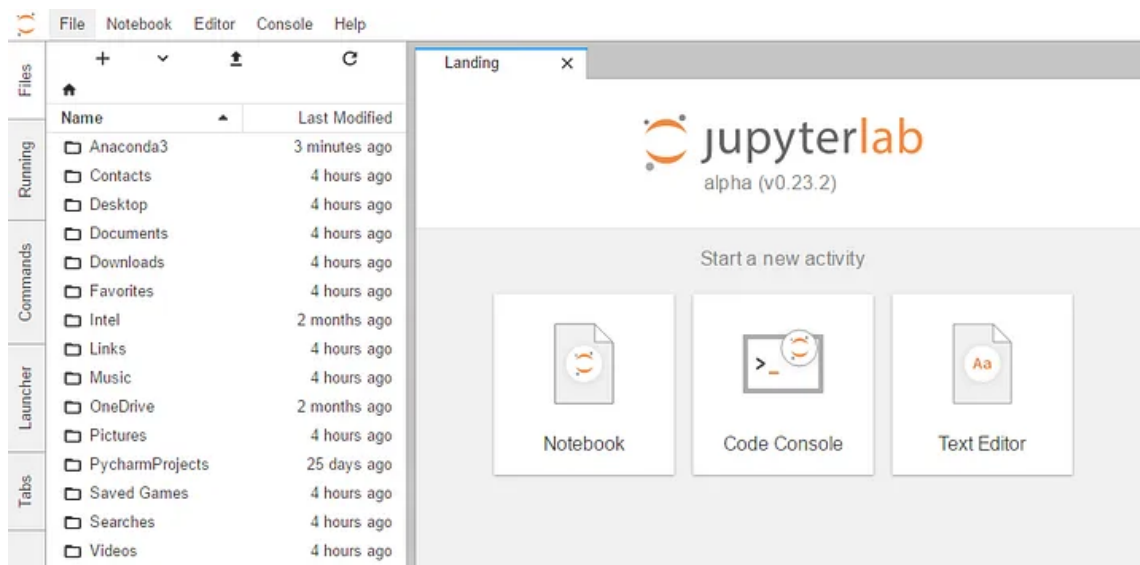 File Notebook Editor Console Help
Files
Running
Commands
Launcher
Tabs
Name Last Modified
Anaconda3 3 minutes ago
Contacts 4 hours ago
Desktop 4 hours ago
Documents 4 hours ago
Downloads 4 hours ago
Favorites 4 hours ago
Intel 2 months ago
Links 4 hours ago
Music 4 hours ago
OneDrive 2 months ago
Pictures 4 hours ago
PycharmProjects 25 days ago
Saved Games 4 hours ago
Searches 4 hours ago
Videos 4 hours ago
Landing
jupyterlab
alpha (v0.23.2)
Start a new activity
>_
Aa
Notebook Code Console Text Editor